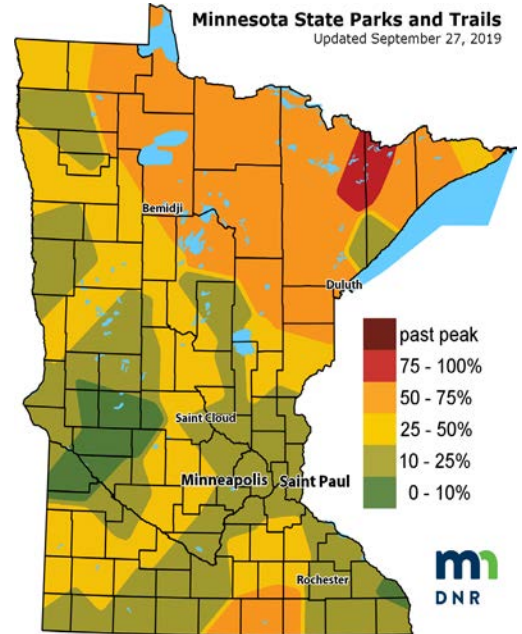 Minnesota State Parks and Trails
Updated September 27, 2019
Bemidji
Duluth
past peak
75 - 100%
50 - 75%
25 - 50%
10 - 25%
0 - 10%
Saint Cloud
Minneapolis
Saint Paul
Rochester
mn
DNR